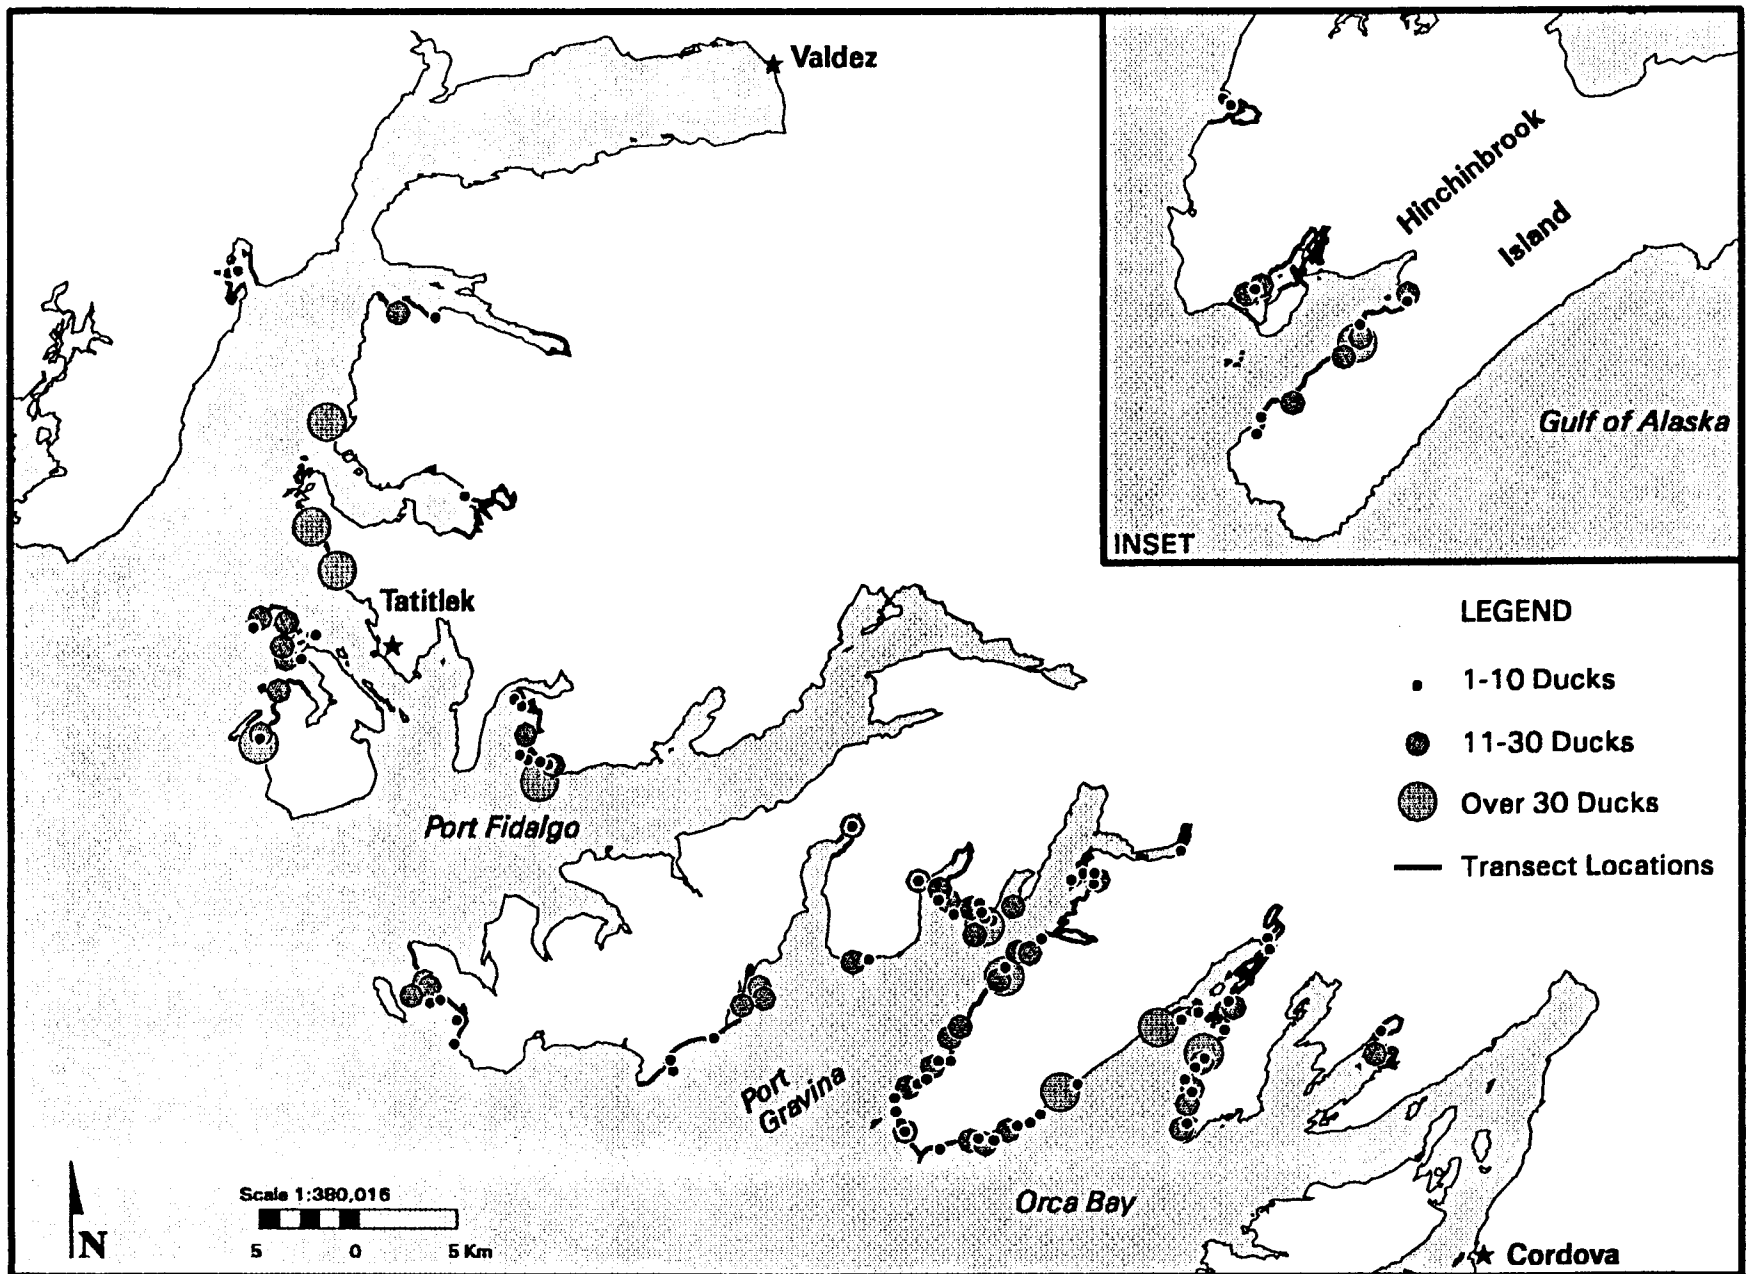 Valdez
Hinchinbrook
Island
Gulf of Alaska
INSET
Tatitlek
LEGEND
1-10 Ducks
11-30 Ducks
Over 30 Ducks
Transect Locations
Port Fidalgo
Port
Gravina
Orca Bay
Scale 1:380,016
5 0 5 Km
N
Cordova